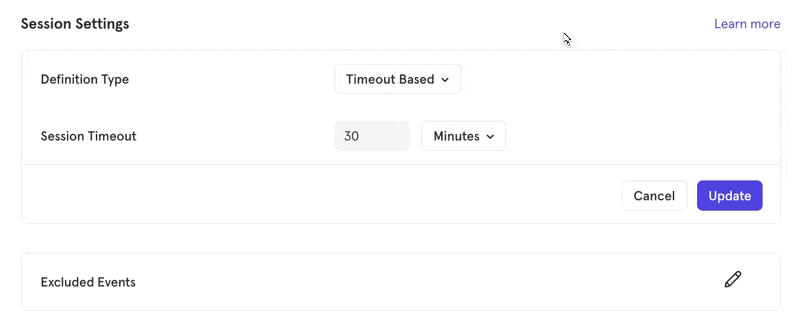 Session Settings
Learn more
Definition Type
Timeout Based
Session Timeout
30
Minutes
Cancel
Update
Excluded Events